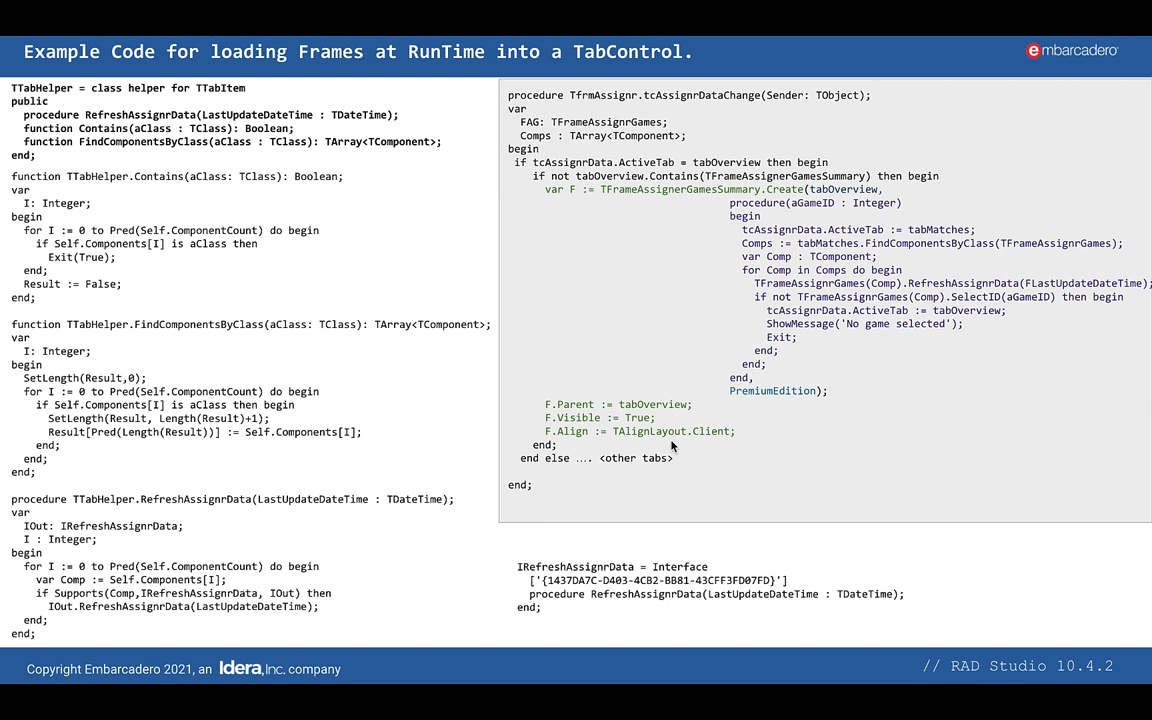 Example Code for loading Frames at RunTime into a TabControl.
embarcadero
TTabHelper = class helper for TTabItem
public
  procedure RefreshAssignrData(LastUpdateDateTime : TDateTime);
  function Contains(aClass : TClass): Boolean;
  function FindComponentsByClass(aClass : TClass): TArray<TComponent>;
end;
function TTabHelper.Contains(aClass: TClass): Boolean;
var
  I: Integer;
begin
  for I := 0 to Pred(Self.ComponentCount) do begin
    if Self.Components[I] is aClass then
      Exit(True);
  end;
  Result := False;
end;
function TTabHelper.FindComponentsByClass(aClass: TClass): TArray<TComponent>;
var
  I: Integer;
begin
  SetLength(Result,0);
  for I := 0 to Pred(Self.ComponentCount) do begin
    if Self.Components[I] is aClass then begin
      SetLength(Result, Length(Result)+1);
      Result[Pred(Length(Result))] := Self.Components[I];
    end;
  end;
end;
procedure TTabHelper.RefreshAssignrData(LastUpdateDateTime : TDateTime);
var
  IOut: IRefreshAssignrData;
  I : Integer;
begin
  for I := 0 to Pred(Self.ComponentCount) do begin
    var Comp := Self.Components[I];
    if Supports(Comp,IRefreshAssignrData, IOut) then
      IOut.RefreshAssignrData(LastUpdateDateTime);
  end;
end;
procedure TfrmAssignr.tcAssignrDataChange(Sender: TObject);
var
  FAG: TFrameAssignrGames;
  Comps : TArray<TComponent>;
begin
 if tcAssignrData.ActiveTab = tabOverview then begin
    if not tabOverview.Contains(TFrameAssignerGamesSummary) then begin
      var F := TFrameAssignerGamesSummary.Create(tabOverview,
        procedure(aGameID : Integer)
        begin
          tcAssignrData.ActiveTab := tabMatches;
          Comps := tabMatches.FindComponentsByClass(TFrameAssignrGames);
          var Comp : TComponent;
          for Comp in Comps do begin
            TFrameAssignrGames(Comp).RefreshAssignrData(FLastUpdateDateTime);
            if not TFrameAssignrGames(Comp).SelectID(aGameID) then begin
              tcAssignrData.ActiveTab := tabOverview;
              ShowMessage('No game selected');
              Exit;
            end;
          end;
        end,
        PremiumEdition);
      F.Parent := tabOverview;
      F.Visible := True;
      F.Align := TAlignLayout.Client;
    end;
  end else …. <other tabs>
end;
IRefreshAssignrData = Interface
  ['{1437DA7C-D403-4CB2-BB81-43CFF3FD07FD}']
  procedure RefreshAssignrData(LastUpdateDateTime : TDateTime);
end;
Copyright Embarcadero 2021, an Idera, Inc. company
// RAD Studio 10.4.2